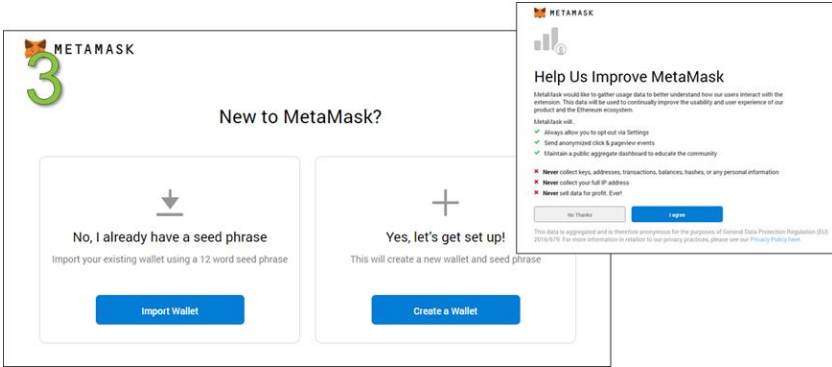 METAMASK
3
New to MetaMask?
No, I already have a seed phrase
Import your existing wallet using a 12 word seed phrase
Import Wallet
Yes, let's get set up!
This will create a new wallet and seed phrase
Create a Wallet
METAMASK
Help Us Improve MetaMask
MetaMask would like to gather usage data to better understand how our users interact with the
extension. This data will be used to continually improve the usability and user experience of our
product and the Ethereum ecosystem.
MetaMask will..
Always allow you to opt-out via Settings
Send anonymized click & pageview events
Maintain a public aggregate dashboard to educate the community
Never collect keys, addresses, transactions, balances, hashes, or any personal information
Never collect your full IP address
Never sell data for profit. Ever!
No Thanks
I agree
This data is aggregated and is therefore anonymous for the purposes of General Data Protection Regulation (EU)
2016/679. For more information in relation to our privacy practices, please see our Privacy Policy here.